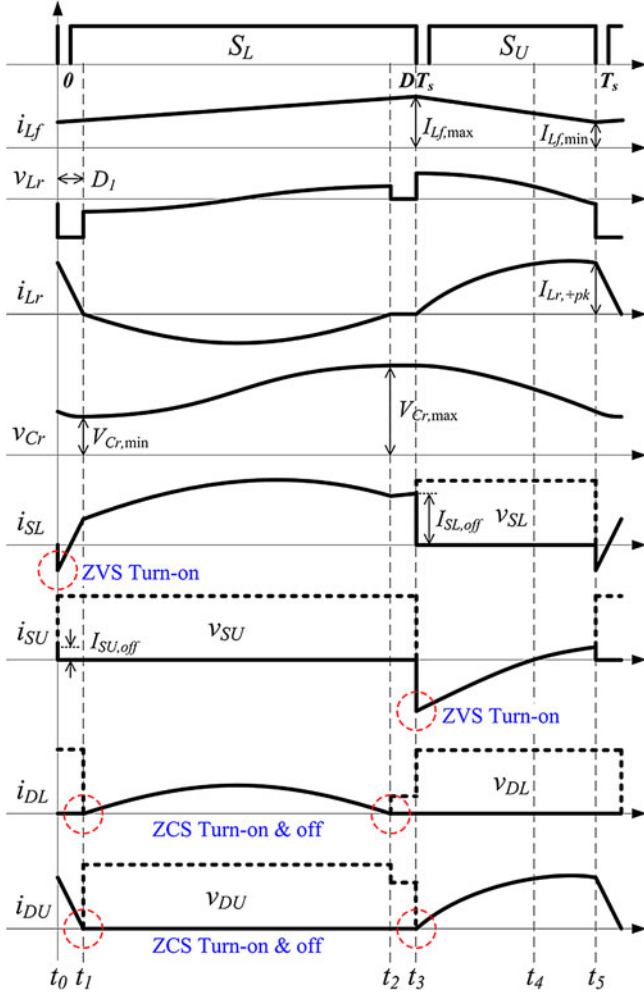 S_L S_U
0 DT_s T_s
i_Lf I_Lf,max I_Lf,min
v_Lr D_1
i_Lr I_Lr,+pk
v_Cr V_Cr,min V_Cr,max
i_SL I_SL,off v_SL
ZVS Turn-on
i_SU I_SU,off v_SU
ZVS Turn-on
i_DL v_DL
ZCS Turn-on & off
i_DU v_DU
ZCS Turn-on & off
t_0 t_1 t_2 t_3 t_4 t_5